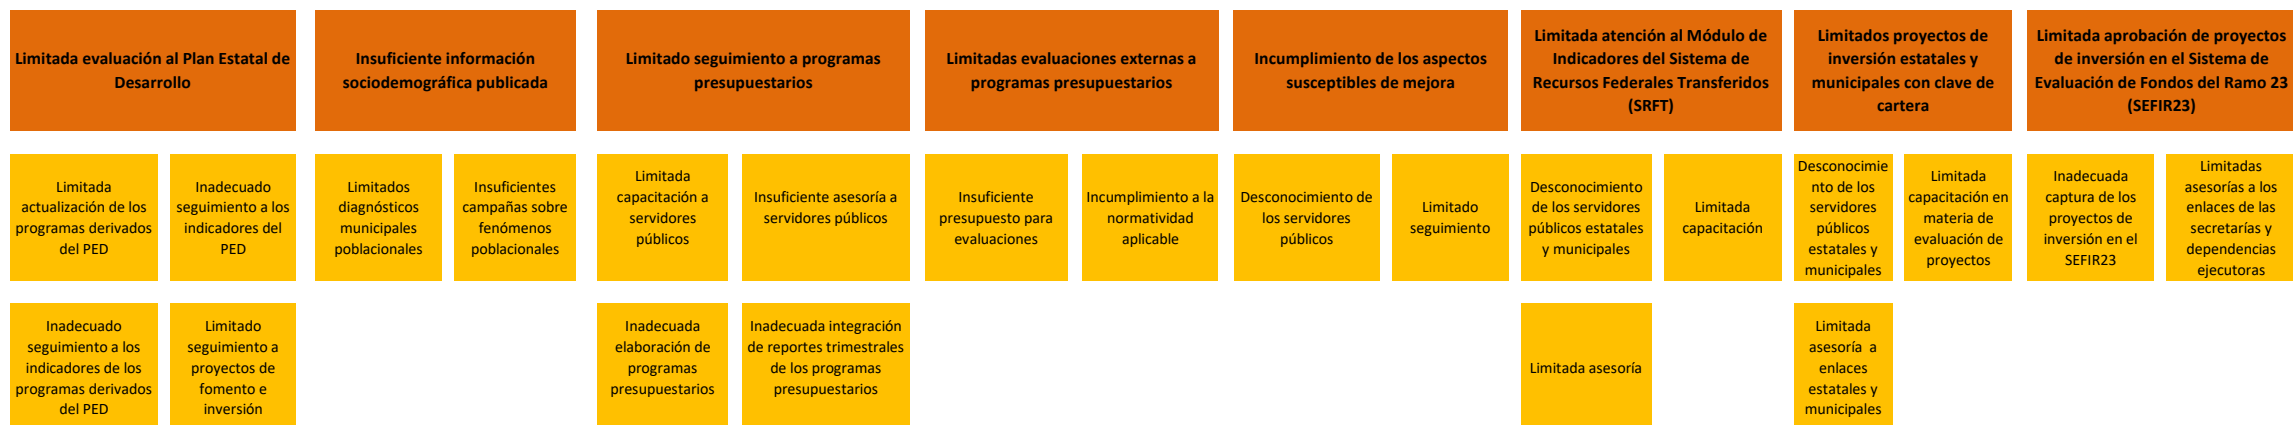 Limitada evaluación al Plan Estatal de
Desarrollo
Insuficiente información
sociodemográfica publicada
Limitado seguimiento a programas
presupuestarios
Limitadas evaluaciones externas a
programas presupuestarios
Incumplimiento de los aspectos
susceptibles de mejora
Limitada atención al Módulo de
Indicadores del Sistema de
Recursos Federales Transferidos
(SRFT)
Limitados proyectos de
inversión estatales y
municipales con clave de
cartera
Limitada aprobación de proyectos
de inversión en el Sistema de
Evaluación de Fondos del Ramo 23
(SEFIR23)
Limitada
actualización de los
programas derivados
del PED
Inadecuado
seguimiento a los
indicadores del
PED
Limitados
diagnósticos
municipales
poblacionales
Insuficientes
campañas sobre
fenómenos
poblacionales
Limitada
capacitación a
servidores
públicos
Insuficiente asesoría a
servidores públicos
Insuficiente
presupuesto para
evaluaciones
Incumplimiento a la
normatividad
aplicable
Desconocimiento de
los servidores
públicos
Limitado
seguimiento
Desconocimiento
de los servidores
públicos estatales
y municipales
Limitada
capacitación
Desconocimie
nto de los
servidores
públicos
estatales y
municipales
Limitada
capacitación en
materia de
evaluación de
proyectos
Inadecuada
captura de los
proyectos de
inversión en el
SEFIR23
Limitadas
asesorías a los
enlaces de las
secretarías y
dependencias
ejecutoras
Inadecuado
seguimiento a los
indicadores de los
programas derivados
del PED
Limitado
seguimiento a
proyectos de
fomento e
inversión
Inadecuada
elaboración de
programas
presupuestarios
Inadecuada integración
de reportes trimestrales
de los programas
presupuestarios
Limitada asesoría
Limitada
asesoría a
enlaces
estatales y
municipales